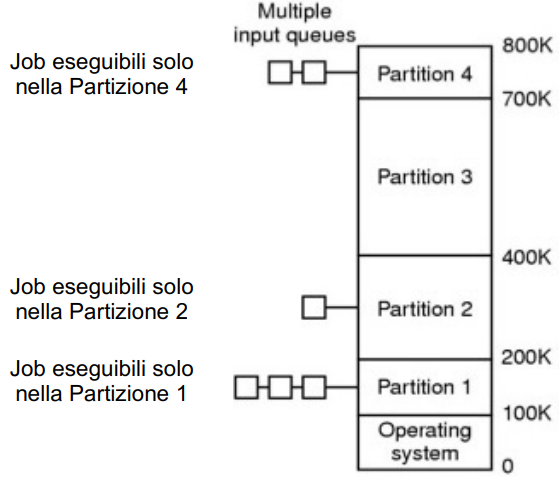 Multiple
input queues
800K
Job eseguibili solo
nella Partizione 4
Partition 4
700K
Partition 3
400K
Job eseguibili solo
nella Partizione 2
Partition 2
200K
Job eseguibili solo
nella Partizione 1
Partition 1
100K
Operating
system
0